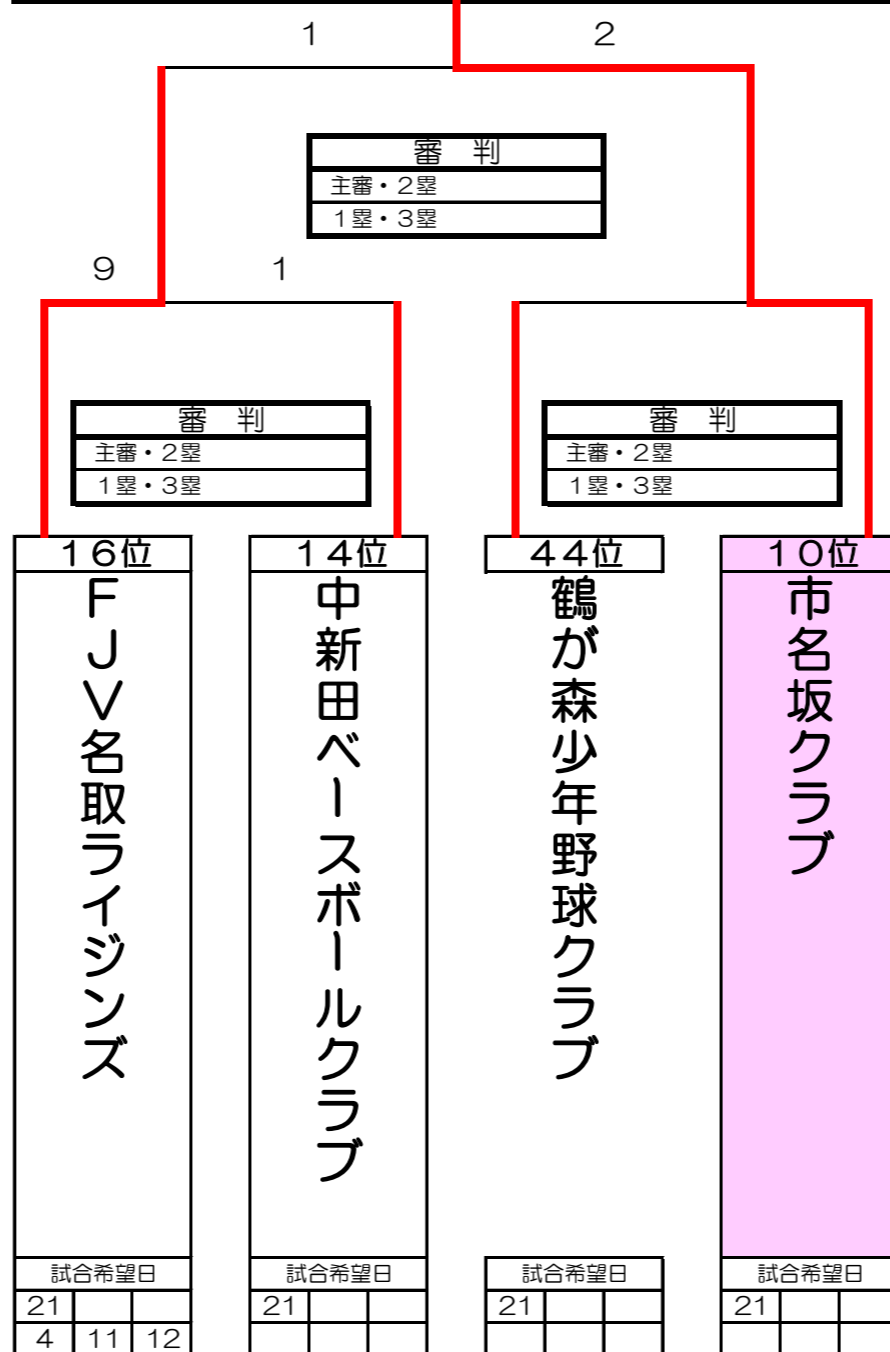 １ ２
審 判
主審・２塁
１塁・３塁
９ １
審 判 審 判
主審・２塁 主審・２塁
１塁・３塁 １塁・３塁
１６位 １４位 ４４位 １０位
ＦＪＶ名取ライジンズ
中新田ベースボールクラブ
鶴が森少年野球クラブ
市名坂クラブ
試合希望日 試合希望日 試合希望日 試合希望日
21 21 21 21
4 11 12